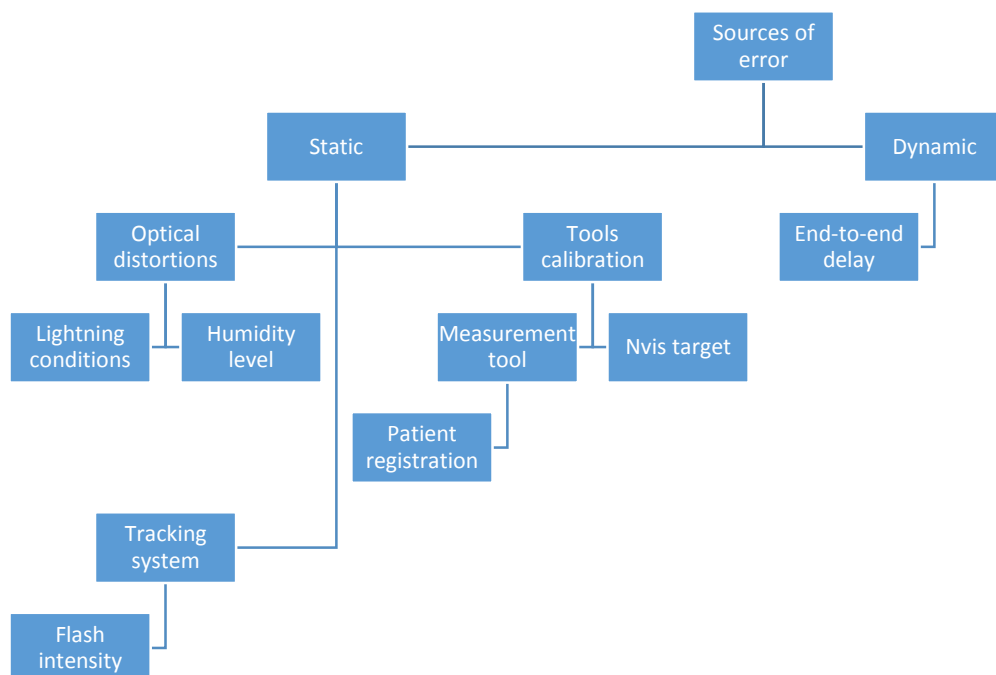 Sources of
error
Static
Dynamic
Optical
distortions
Tools
calibration
End-to-end
delay
Lightning
conditions
Humidity
level
Measurement
tool
Nvis target
Patient
registration
Tracking
system
Flash
intensity